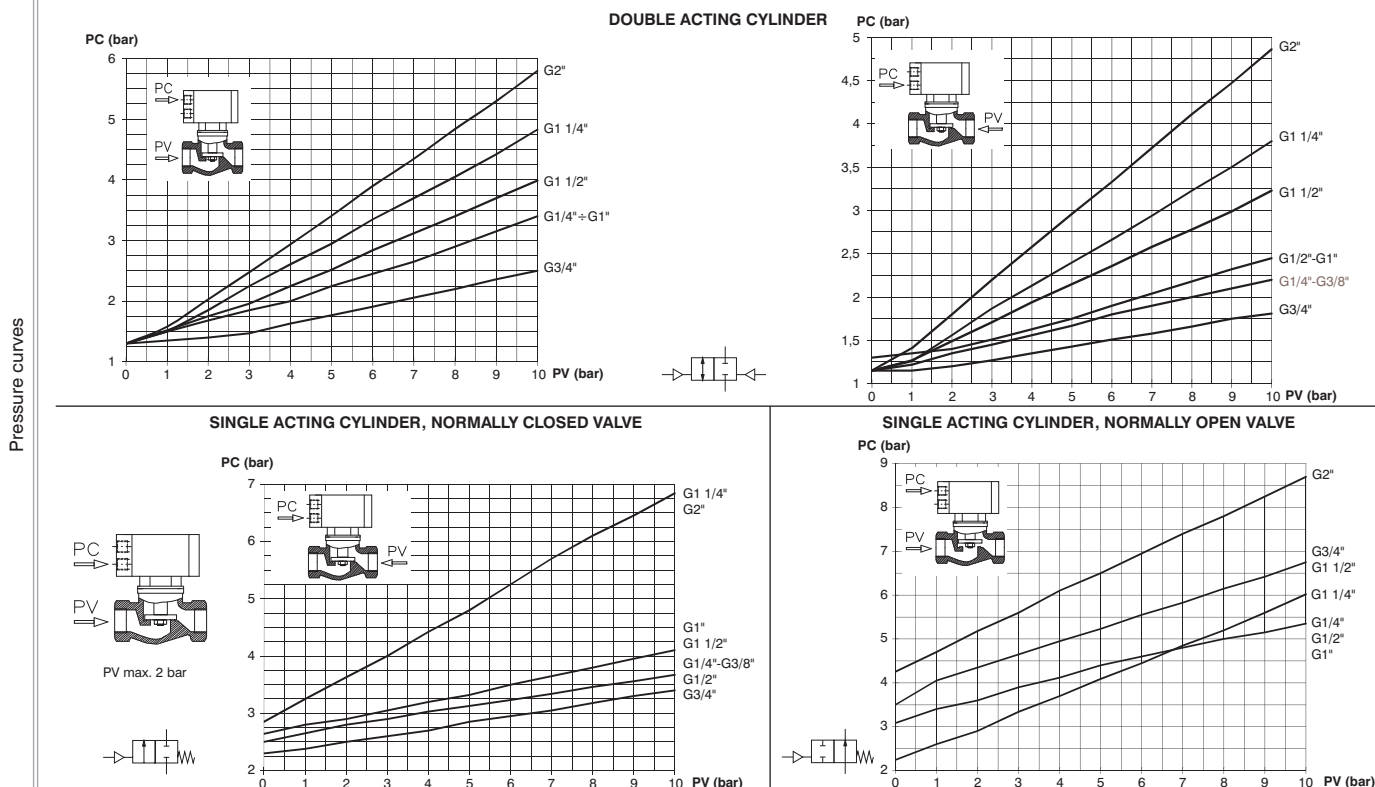 Pressure curves
DOUBLE ACTING CYLINDER
PC (bar)
6
5
4
3
2
1
PC
PV
G2"
G1 1/4"
G1 1/2"
G1/4"÷G1"
G3/4"
0 1 2 3 4 5 6 7 8 9 10 PV (bar)
PC (bar)
5
4,5
4
3,5
3
2,5
2
1,5
1
PC
PV
G2"
G1 1/4"
G1 1/2"
G1/2"-G1"
G1/4"-G3/8"
G3/4"
0 1 2 3 4 5 6 7 8 9 10 PV (bar)
SINGLE ACTING CYLINDER, NORMALLY CLOSED VALVE
PC
PV
PV max. 2 bar
PC (bar)
7
6
5
4
3
2
PC
PV
G1 1/4"
G2"
G1"
G1 1/2"
G1/4"-G3/8"
G1/2"
G3/4"
0 1 2 3 4 5 6 7 8 9 10 PV (bar)
SINGLE ACTING CYLINDER, NORMALLY OPEN VALVE
PC (bar)
9
8
7
6
5
4
3
2
PC
PV
G2"
G3/4"
G1 1/2"
G1 1/4"
G1/4"
G1/2"
G1"
0 1 2 3 4 5 6 7 8 9 10 PV (bar)